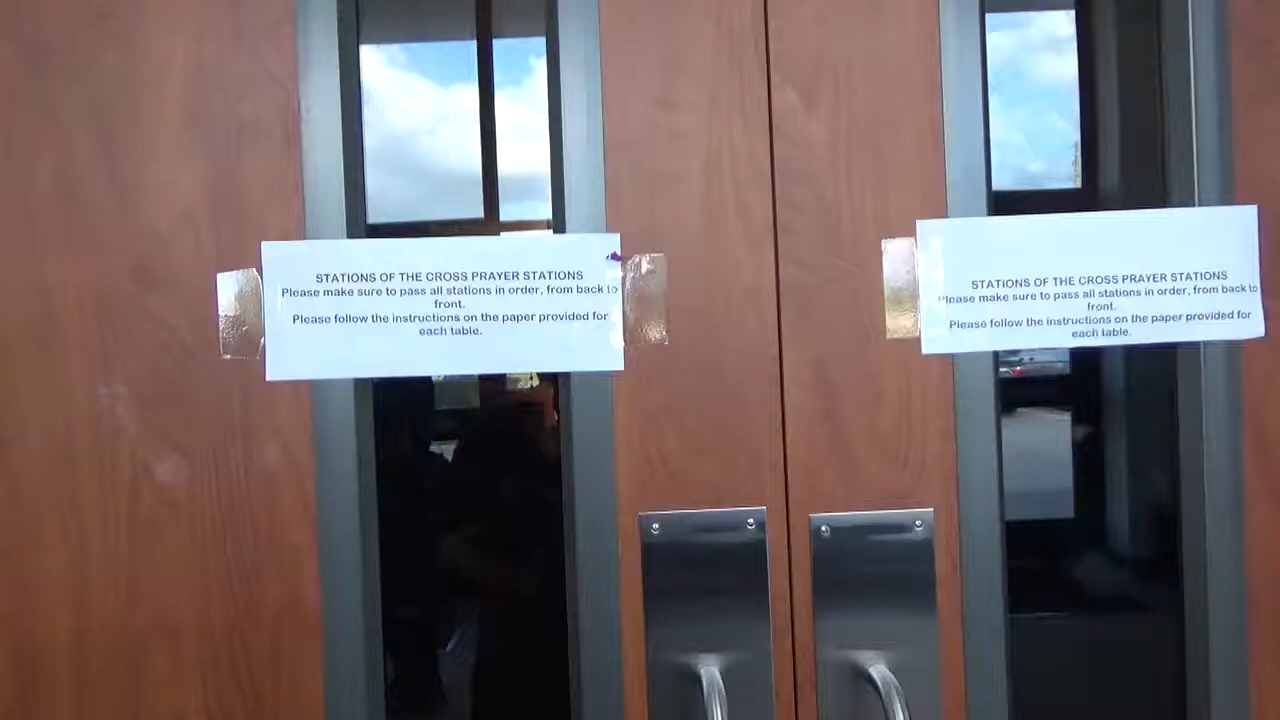 STATIONS OF THE CROSS PRAYER STATIONS
Please make sure to pass all stations in order, from back to
front.
Please follow the instructions on the paper provided for
each table.
STATIONS OF THE CROSS PRAYER STATIONS
Please make sure to pass all stations in order, from back to
front.
Please follow the instructions on the paper provided for
each table.